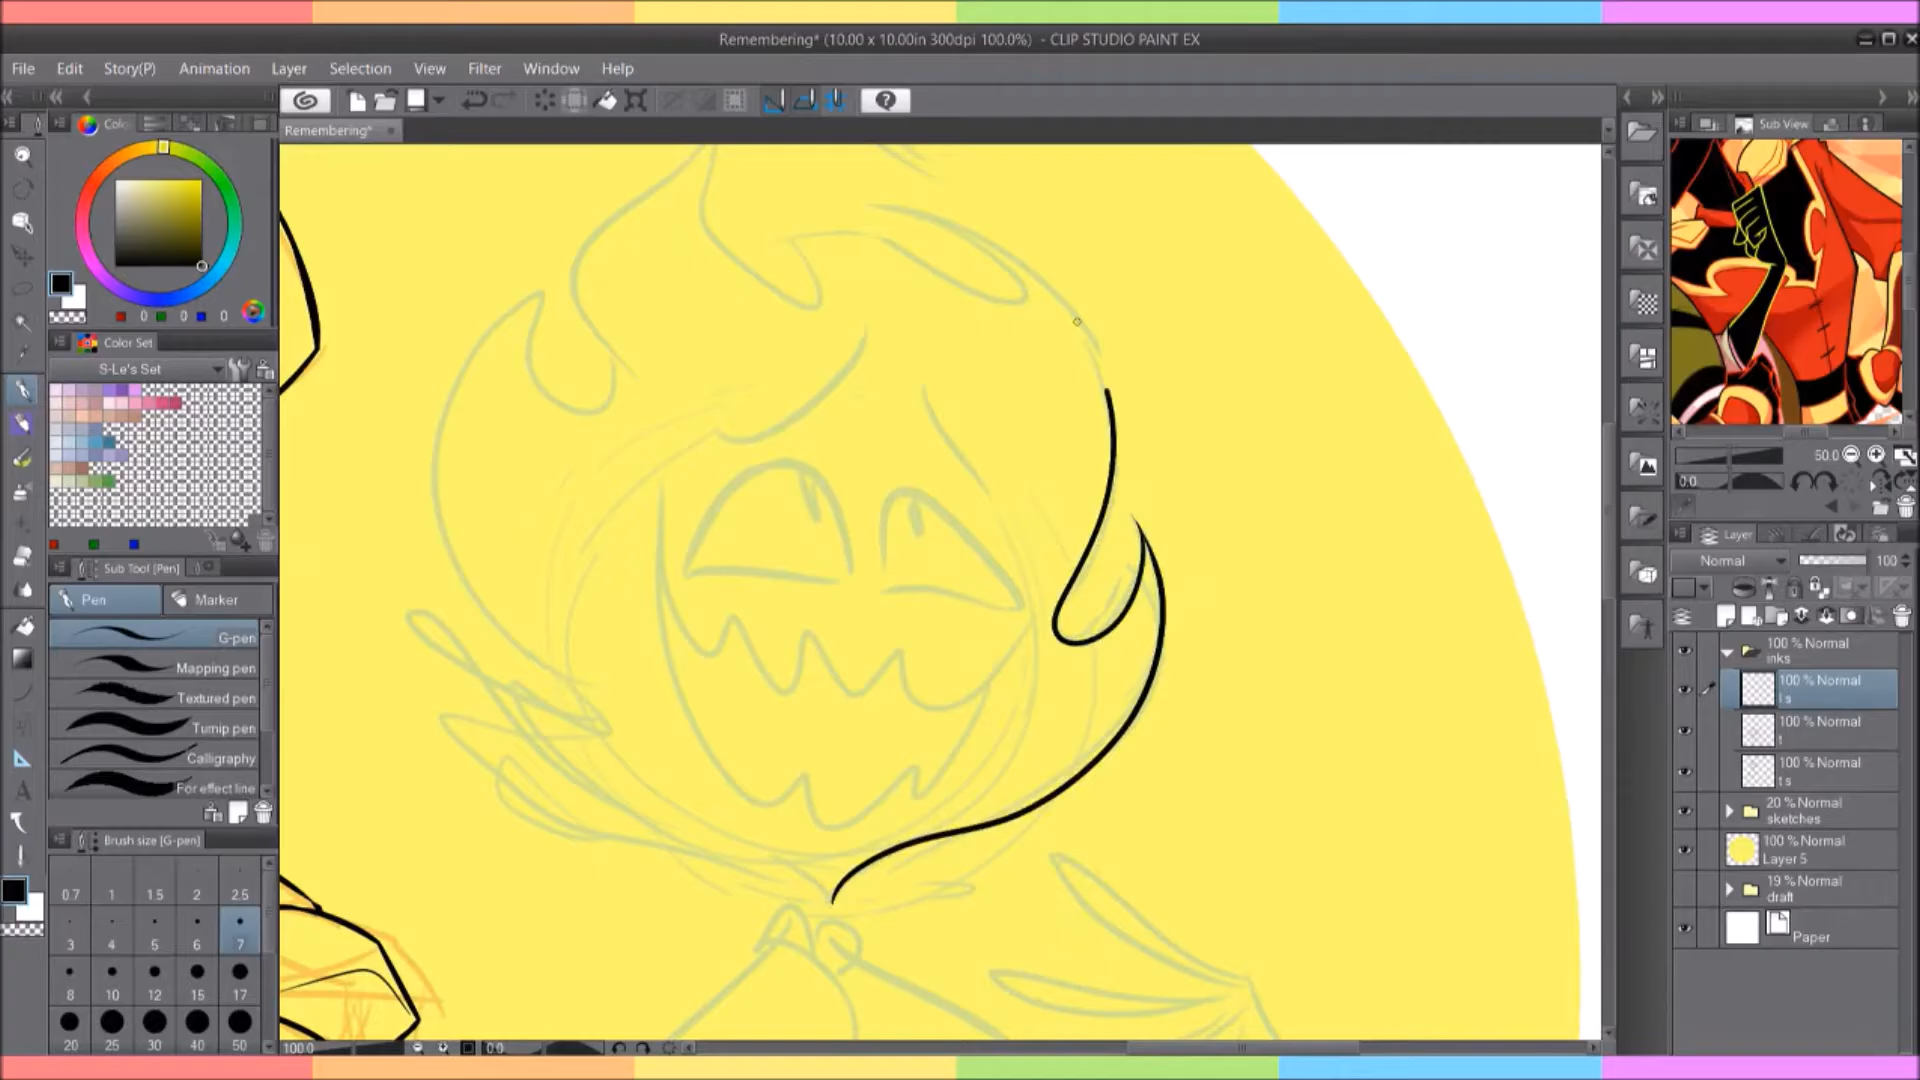 Remembering* (10.00 x 10.00in 300dpi 100.0%) - CLIP STUDIO PAINT EX
File Edit Story(P) Animation Layer Selection View Filter Window Help
Remembering*
Colo
Sub View
0 0 0
Color Set
S-Le's Set
50.0
0.0
Layer
Normal 100
Sub Tool [Pen]
Pen Marker
G-pen
Mapping pen
Textured pen
Turnip pen
Calligraphy
For effect line
Brush size [G-pen]
0.7 1 1.5 2 2.5
3 4 5 6 7
8 10 12 15 17
20 25 30 40 50
100 % Normal
inks
100 % Normal
l s
100 % Normal
t
100 % Normal
t s
20 % Normal
sketches
100 % Normal
Layer 5
19 % Normal
draft
Paper
100.0 0.0